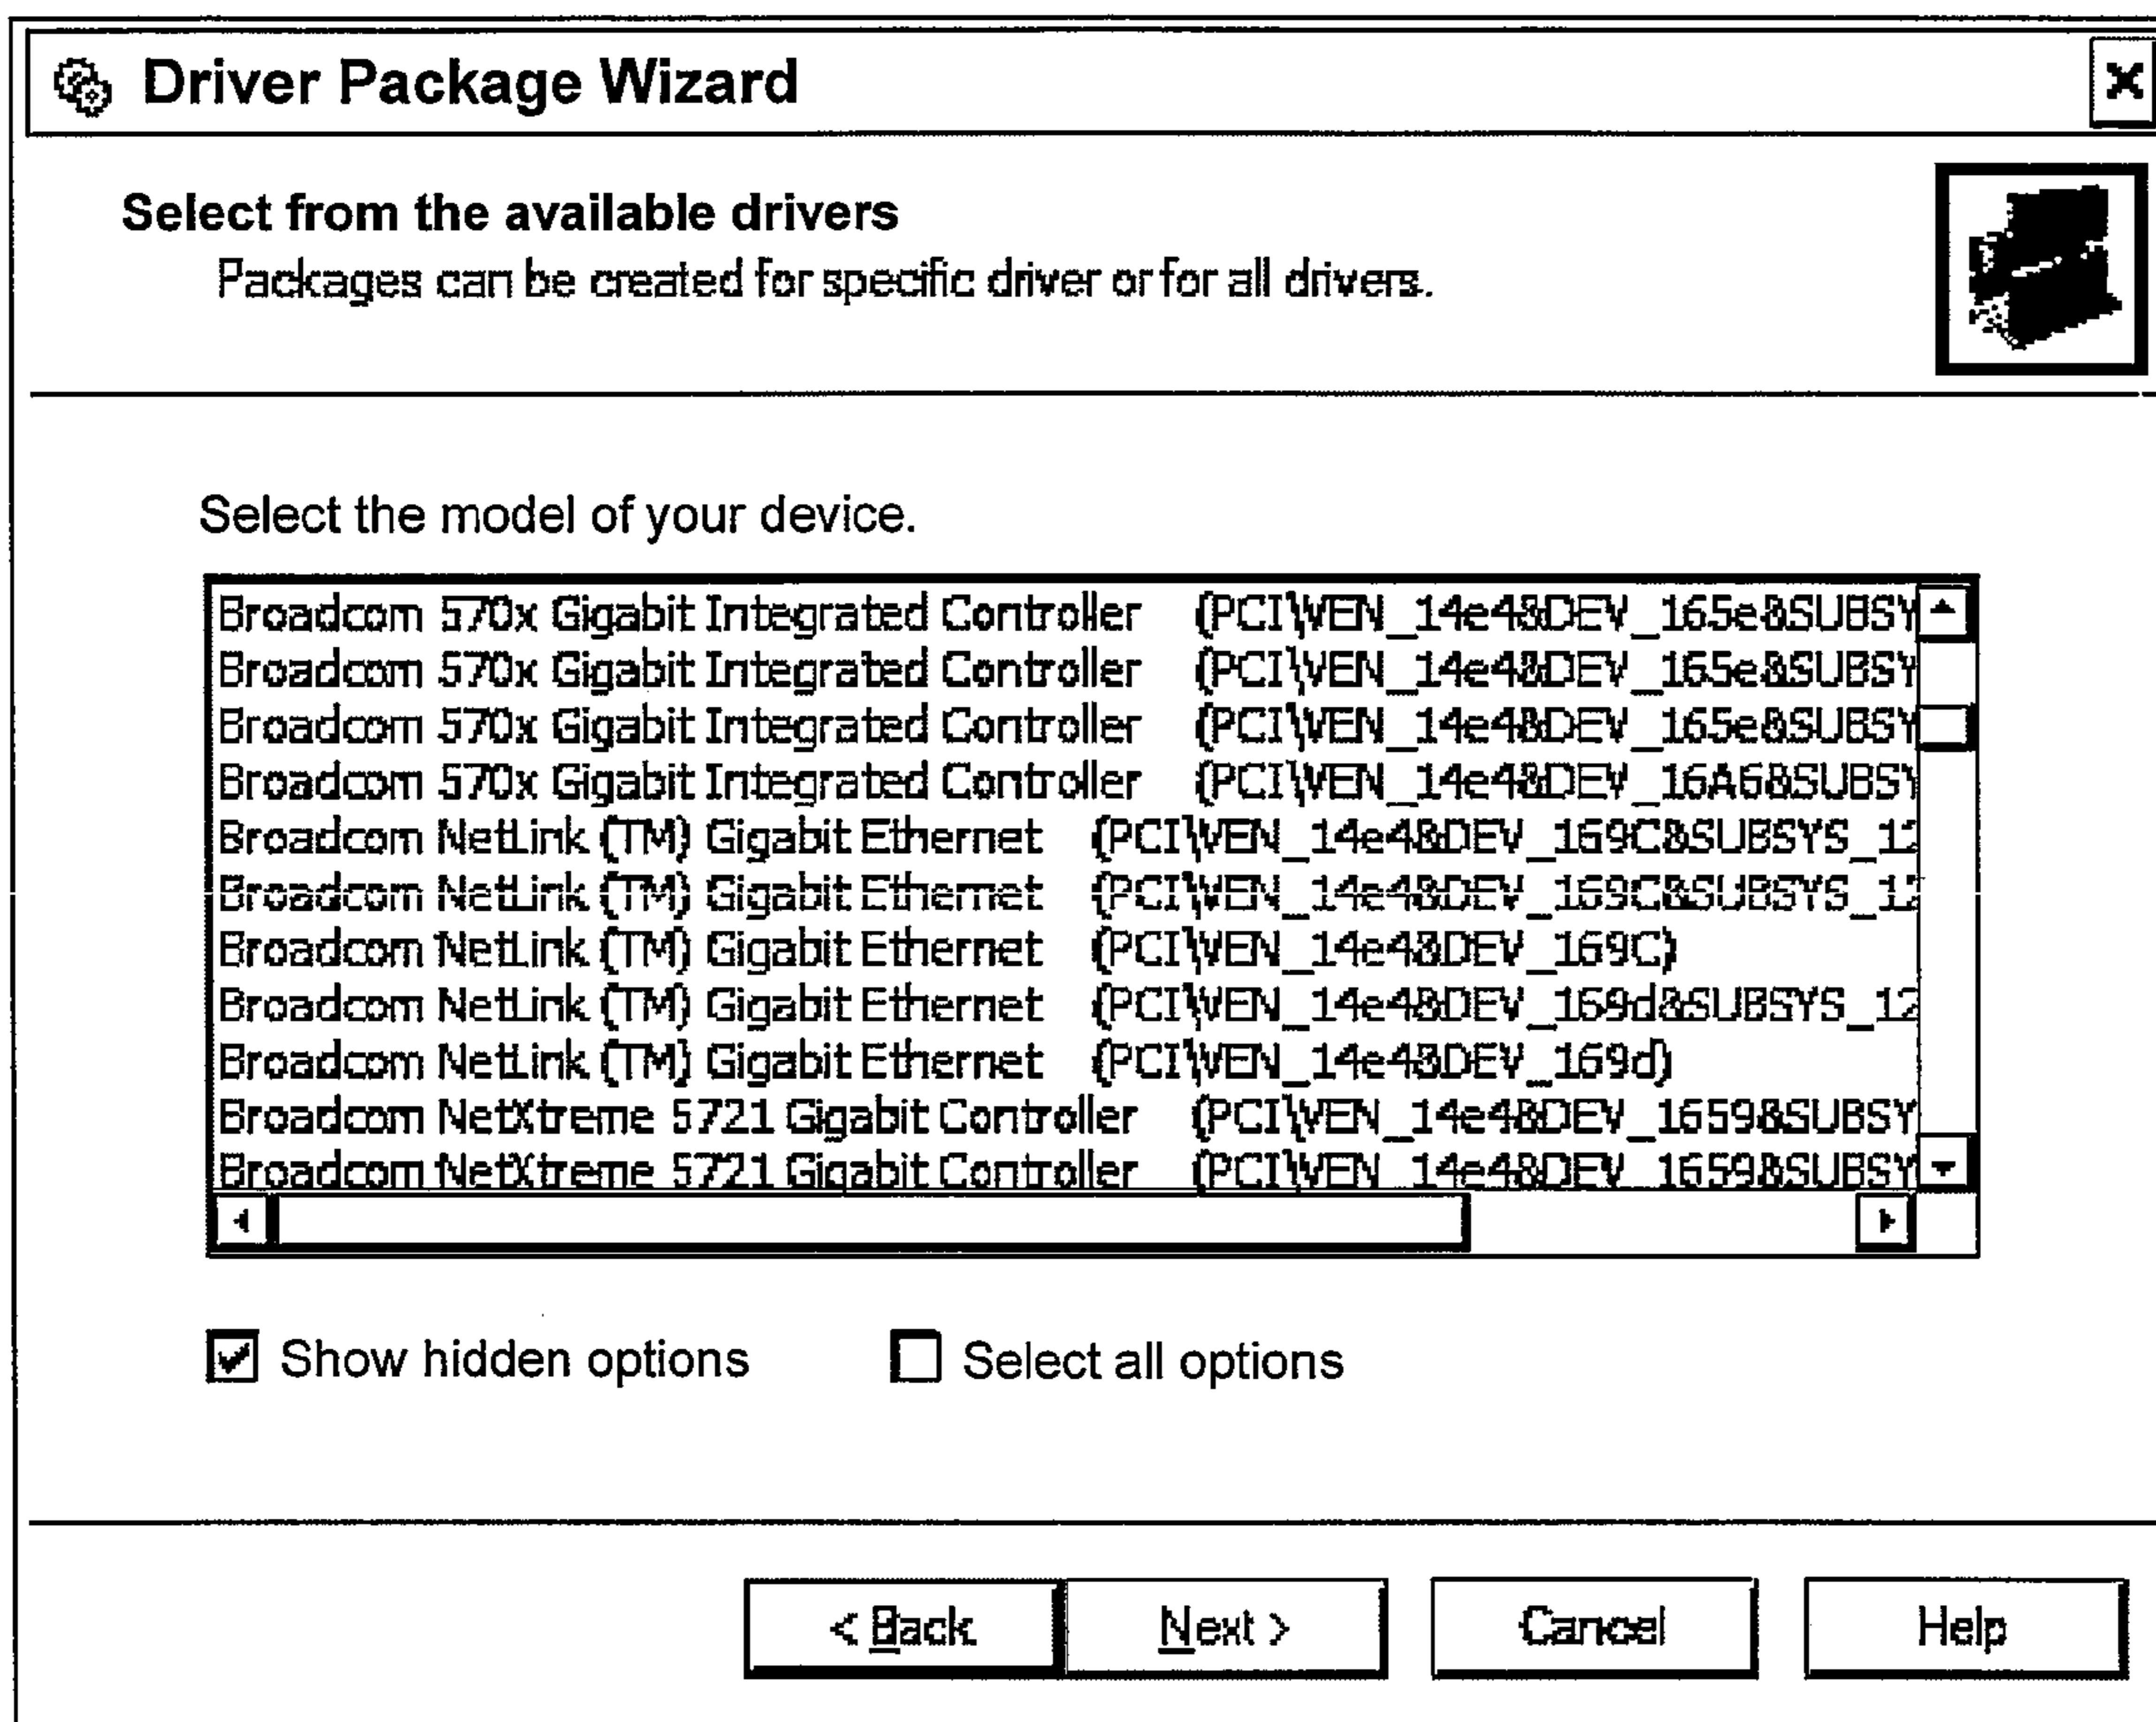 Driver Package Wizard
Select from the available drivers
Packages can be created for specific driver or for all drivers.
Select the model of your device.
Broadcom 570x Gigabit Integrated Controller (PCI\VEN_14e4&DEV_165e&SUBSY
Broadcom 570x Gigabit Integrated Controller (PCI\VEN_14e4&DEV_165e&SUBSY
Broadcom 570x Gigabit Integrated Controller (PCI\VEN_14e4&DEV_165e&SUBSY
Broadcom 570x Gigabit Integrated Controller (PCI\VEN_14e4&DEV_16A6&SUBSY
Broadcom NetLink (TM) Gigabit Ethernet (PCI\VEN_14e4&DEV_169C&SUBSYS_12
Broadcom NetLink (TM) Gigabit Ethernet (PCI\VEN_14e4&DEV_169C&SUBSYS_12
Broadcom NetLink (TM) Gigabit Ethernet (PCI\VEN_14e4&DEV_169C)
Broadcom NetLink (TM) Gigabit Ethernet (PCI\VEN_14e4&DEV_169d&SUBSYS_12
Broadcom NetLink (TM) Gigabit Ethernet (PCI\VEN_14e4&DEV_169d)
Broadcom NetXtreme 5721 Gigabit Controller (PCI\VEN_14e4&DEV_1659&SUBSY
Broadcom NetXtreme 5721 Gigabit Controller (PCI\VEN_14e4&DEV_1659&SUBSY
Show hidden options Select all options
< Back Next > Cancel Help